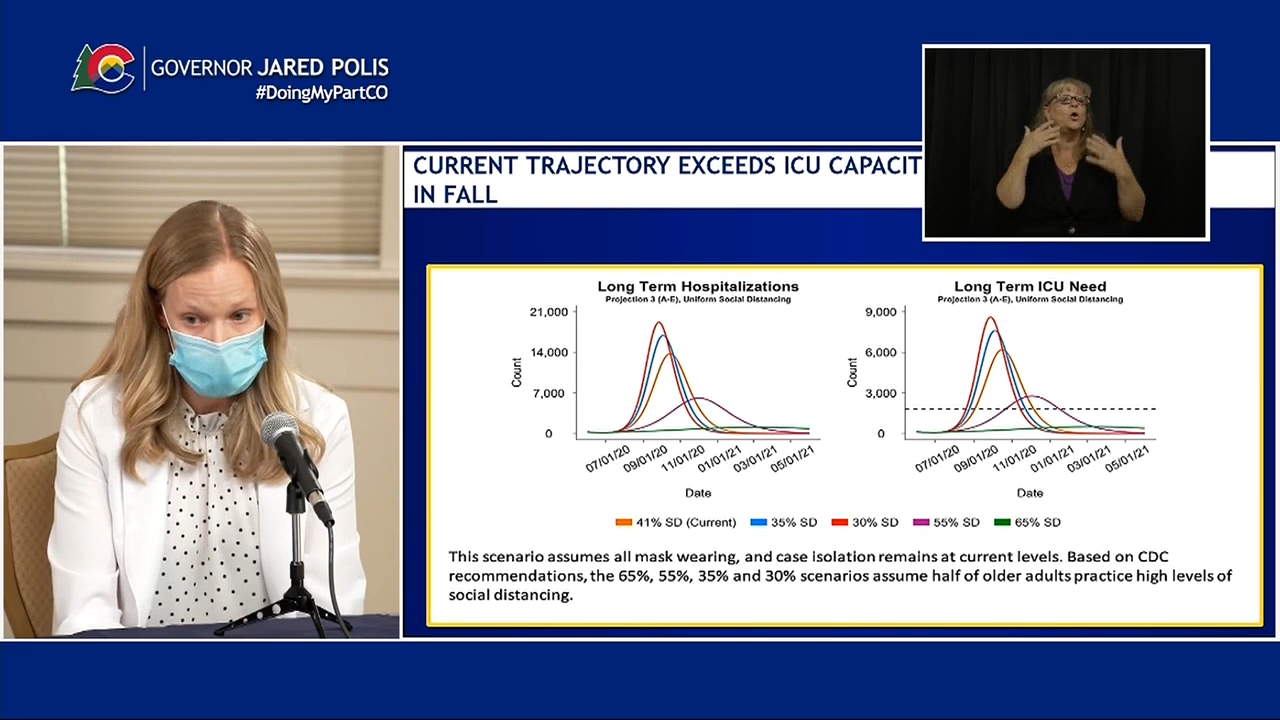 GOVERNOR JARED POLIS
#DoingMyPartCO
CURRENT TRAJECTORY EXCEEDS ICU CAPACIT
IN FALL
Long Term Hospitalizations
Projection 3 (A-E), Uniform Social Distancing
21,000
14,000
7,000
0
Count
07/01/20
09/01/20
11/01/20
01/01/21
03/01/21
05/01/21
Date
Long Term ICU Need
Projection 3 (A-E), Uniform Social Distancing
9,000
6,000
3,000
0
Count
07/01/20
09/01/20
11/01/20
01/01/21
03/01/21
05/01/21
Date
41% SD (Current) 35% SD 30% SD 55% SD 65% SD
This scenario assumes all mask wearing, and case isolation remains at current levels. Based on CDC
recommendations, the 65%, 55%, 35% and 30% scenarios assume half of older adults practice high levels of
social distancing.